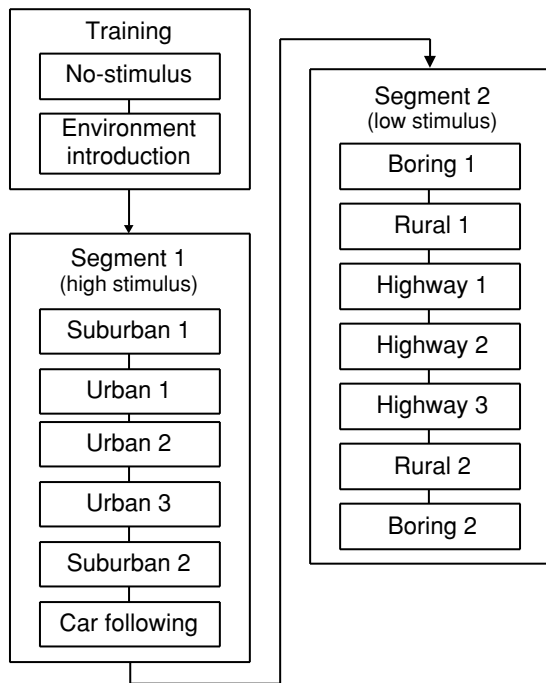 Training
No-stimulus
Environment
introduction
Segment 1
(high stimulus)
Suburban 1
Urban 1
Urban 2
Urban 3
Suburban 2
Car following
Segment 2
(low stimulus)
Boring 1
Rural 1
Highway 1
Highway 2
Highway 3
Rural 2
Boring 2